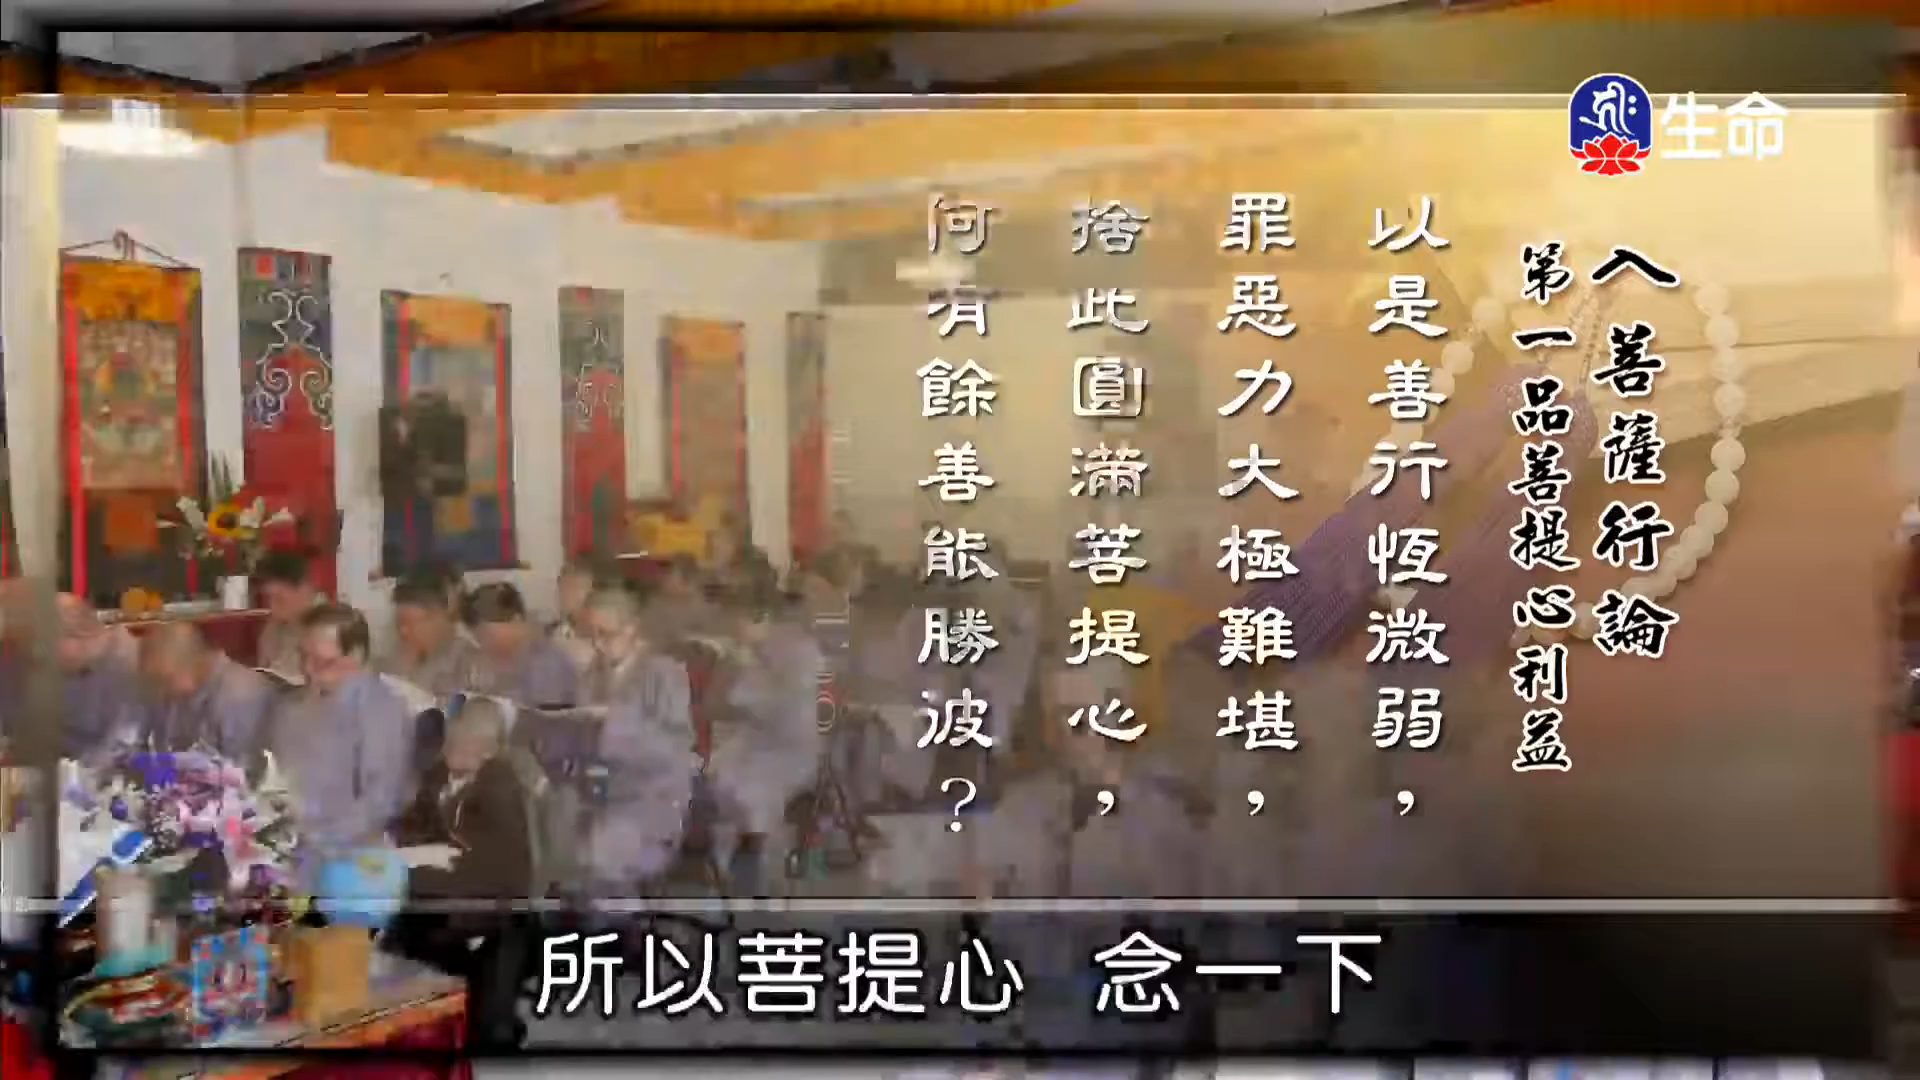 生命
入菩薩行論
第一品菩提心利益
以是善行恆微弱，
罪惡力大極難堪，
捨此圓滿菩提心，
何有餘善能勝彼？
所以菩提心 念一下